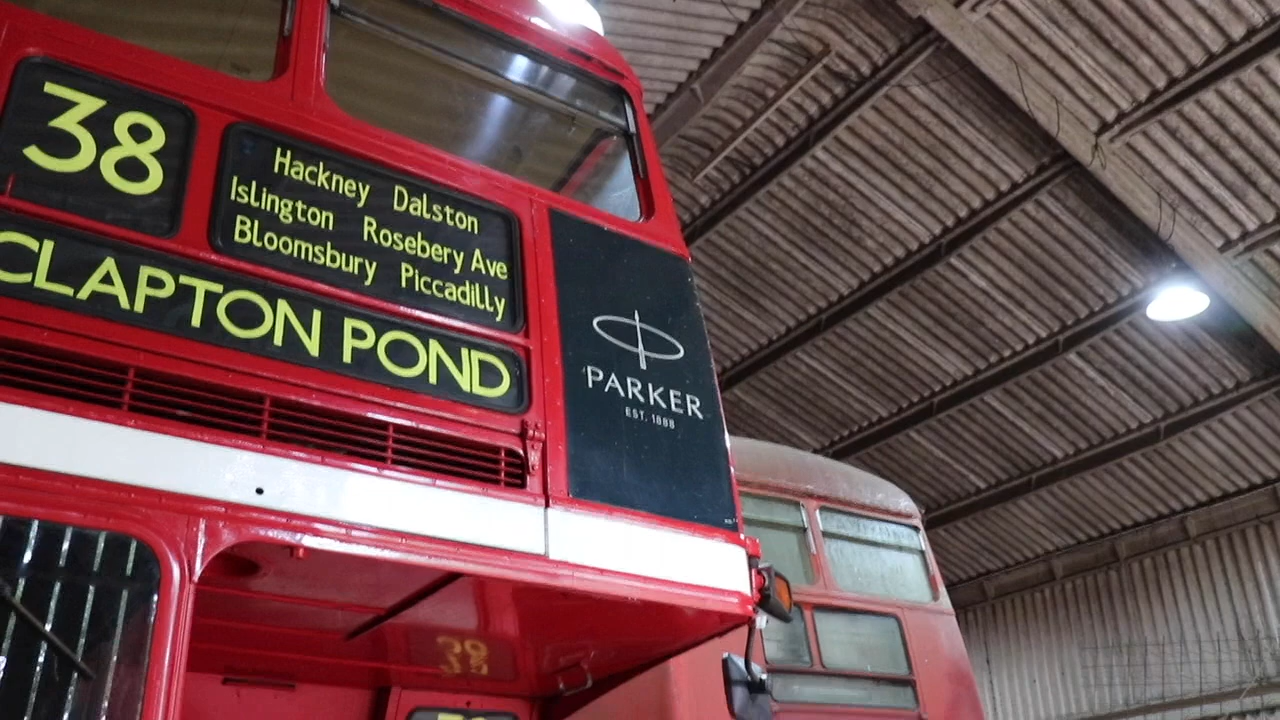 38
Hackney Dalston
Islington Rosebery Ave
Bloomsbury Piccadilly
CLAPTON POND
PARKER
EST. 1888
38